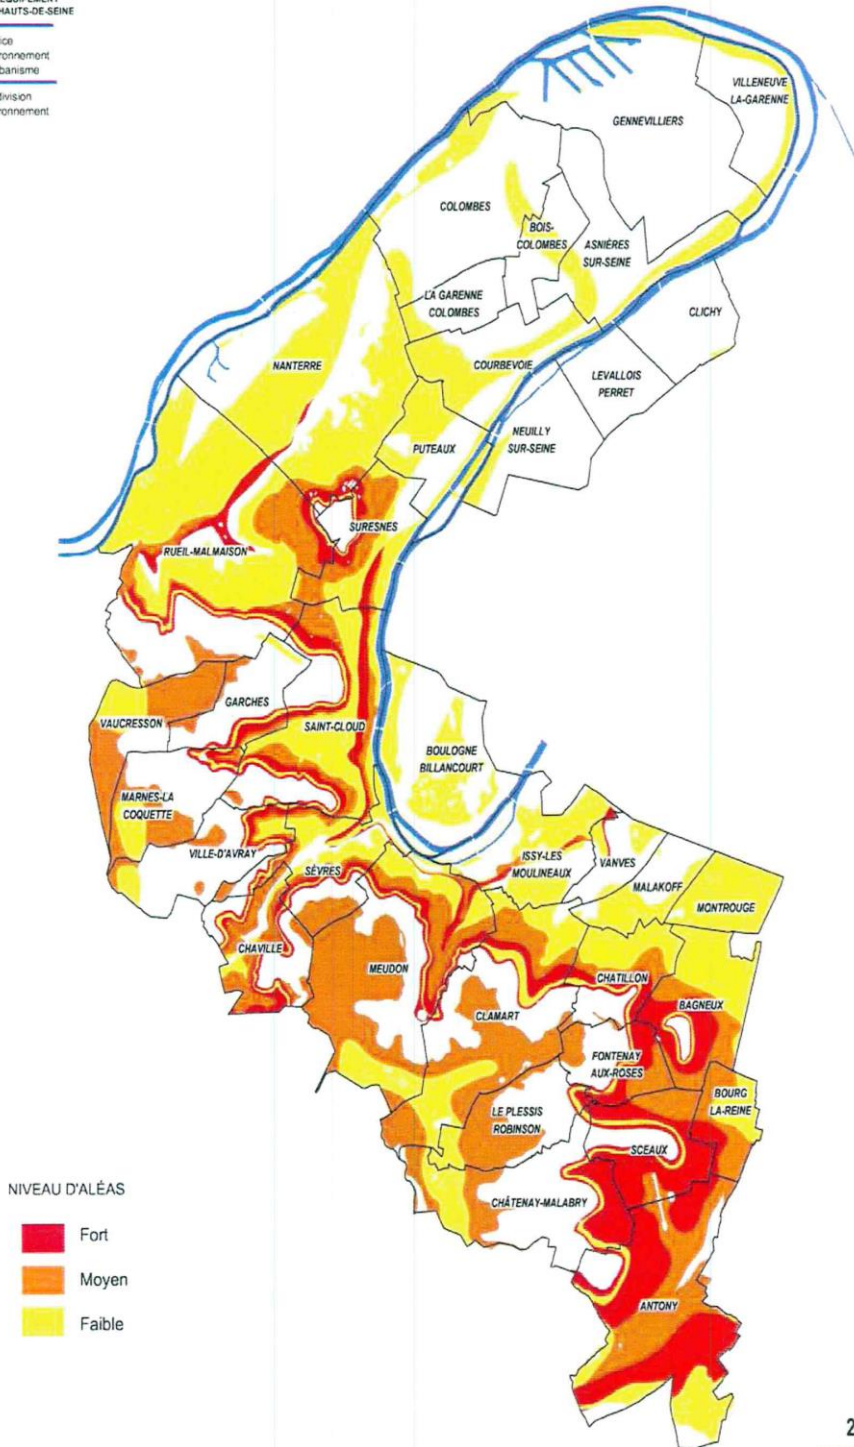 HAUTS-DE-SEINE
VILLENEUVE
LA-GARENNE
GENNEVILLIERS
COLOMBES
BOIS-
COLOMBES
ASNIÈRES
SUR-SEINE
LA GARENNE
COLOMBES
CLICHY
NANTERRE
COURBEVOIE
LEVALLOIS
PERRET
PUTEAUX
NEUILLY
SUR-SEINE
SURESNES
RUEIL-MALMAISON
GARCHES
VAUCRESSON
SAINT-CLOUD
BOULOGNE
BILLANCOURT
MARNES-LA
COQUETTE
VILLE-D'AVRAY
SÈVRES
ISSY-LES
MOULINEAUX
VANVES
MALAKOFF
MONTROUGE
CHAVILLE
MEUDON
CHATILLON
BAGNEUX
CLAMART
FONTENAY
AUX-ROSES
BOURG
LA-REINE
LE PLESSIS
ROBINSON
SCEAUX
CHÂTENAY-MALABRY
ANTONY
NIVEAU D'ALÉAS
Fort
Moyen
Faible
2